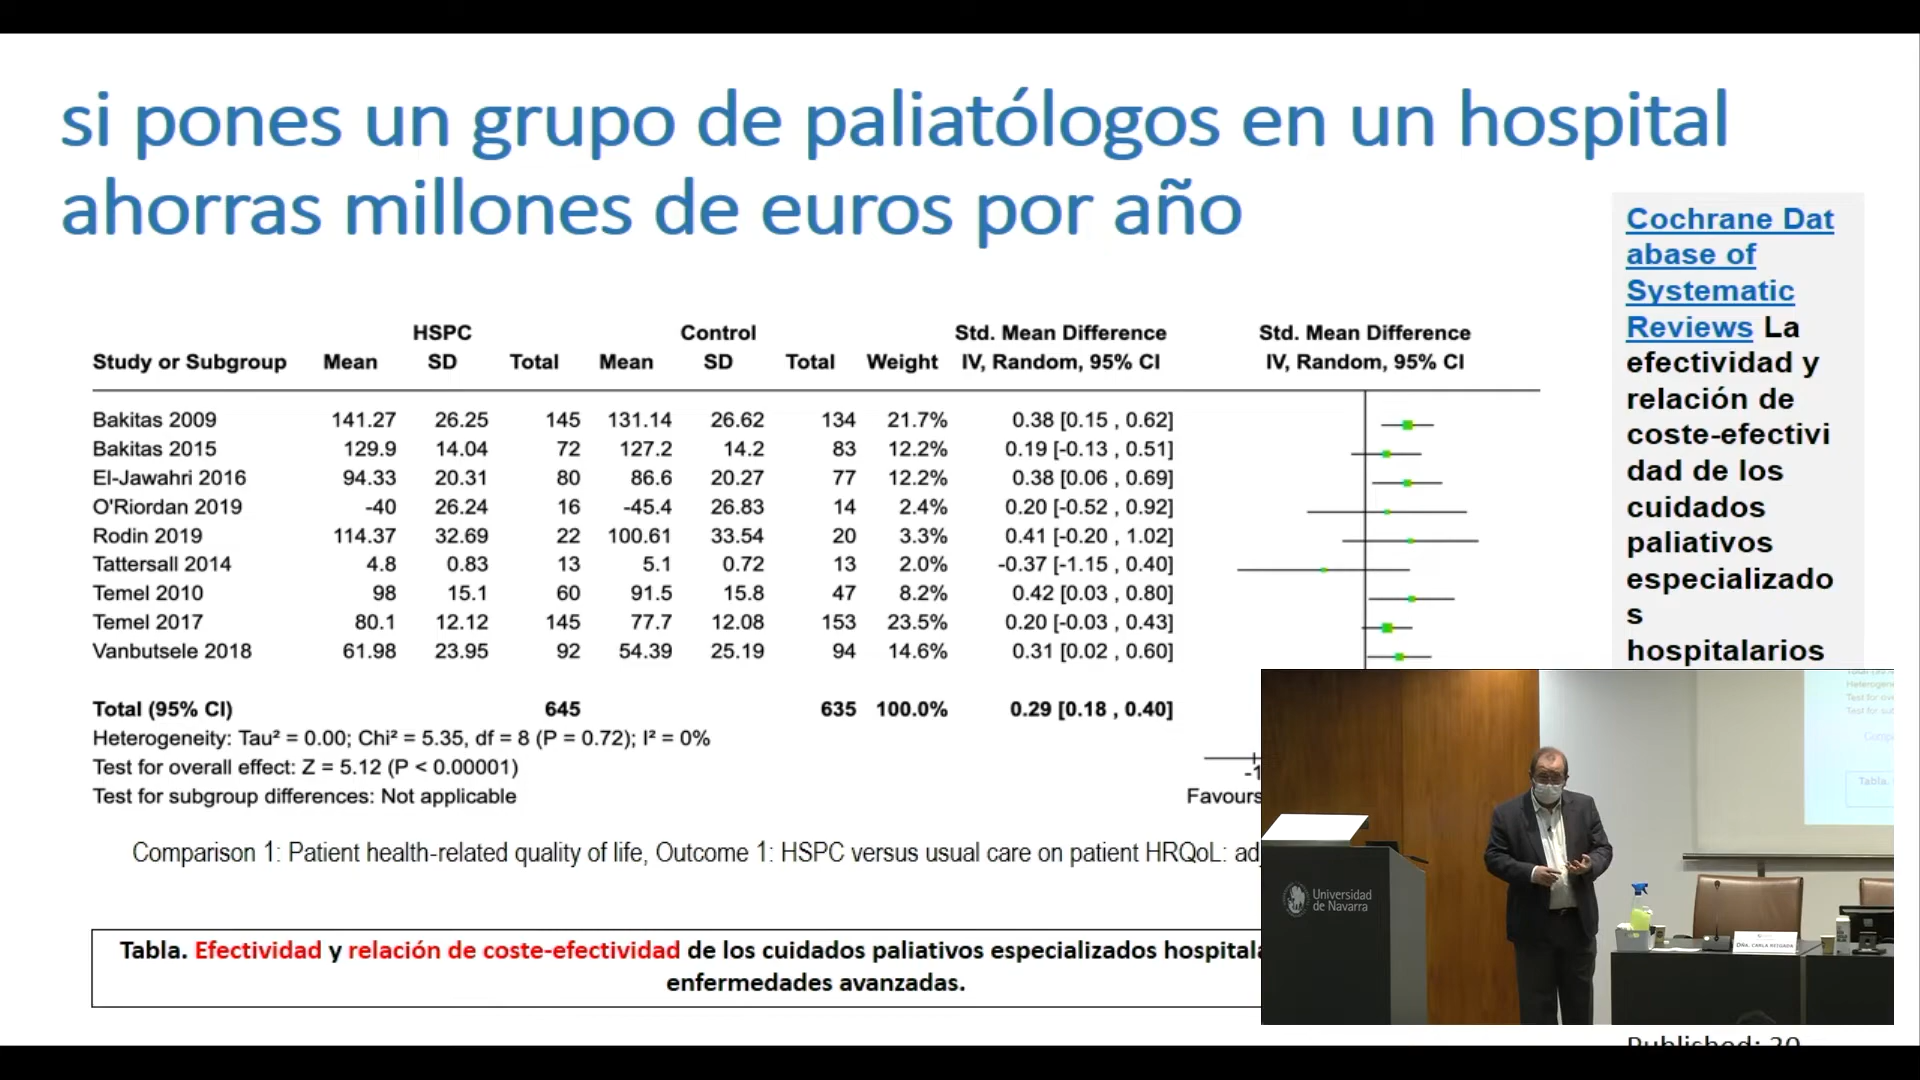 si pones un grupo de paliatólogos en un hospital
ahorras millones de euros por año
Cochrane Dat
abase of
Systematic
Reviews La
efectividad y
relación de
coste-efectivi
dad de los
cuidados
paliativos
especializado
s
hospitalarios
HSPC Control Std. Mean Difference Std. Mean Difference
Study or Subgroup Mean SD Total Mean SD Total Weight IV, Random, 95% CI IV, Random, 95% CI
Bakitas 2009 141.27 26.25 145 131.14 26.62 134 21.7% 0.38 [0.15 , 0.62]
Bakitas 2015 129.9 14.04 72 127.2 14.2 83 12.2% 0.19 [-0.13 , 0.51]
El-Jawahri 2016 94.33 20.31 80 86.6 20.27 77 12.2% 0.38 [0.06 , 0.69]
O'Riordan 2019 -40 26.24 16 -45.4 26.83 14 2.4% 0.20 [-0.52 , 0.92]
Rodin 2019 114.37 32.69 22 100.61 33.54 20 3.3% 0.41 [-0.20 , 1.02]
Tattersall 2014 4.8 0.83 13 5.1 0.72 13 2.0% -0.37 [-1.15 , 0.40]
Temel 2010 98 15.1 60 91.5 15.8 47 8.2% 0.42 [0.03 , 0.80]
Temel 2017 80.1 12.12 145 77.7 12.08 153 23.5% 0.20 [-0.03 , 0.43]
Vanbutsele 2018 61.98 23.95 92 54.39 25.19 94 14.6% 0.31 [0.02 , 0.60]
Total (95% CI) 645 635 100.0% 0.29 [0.18 , 0.40]
Heterogeneity: Tau² = 0.00; Chi² = 5.35, df = 8 (P = 0.72); I² = 0%
Test for overall effect: Z = 5.12 (P < 0.00001)
-1
Test for subgroup differences: Not applicable
Favours
Comparison 1: Patient health-related quality of life, Outcome 1: HSPC versus usual care on patient HRQoL: ad
Tabla. Efectividad y relación de coste-efectividad de los cuidados paliativos especializados hospital
enfermedades avanzadas.
Universidad
de Navarra
Tabla.
DÑA. CARLA REIGADA